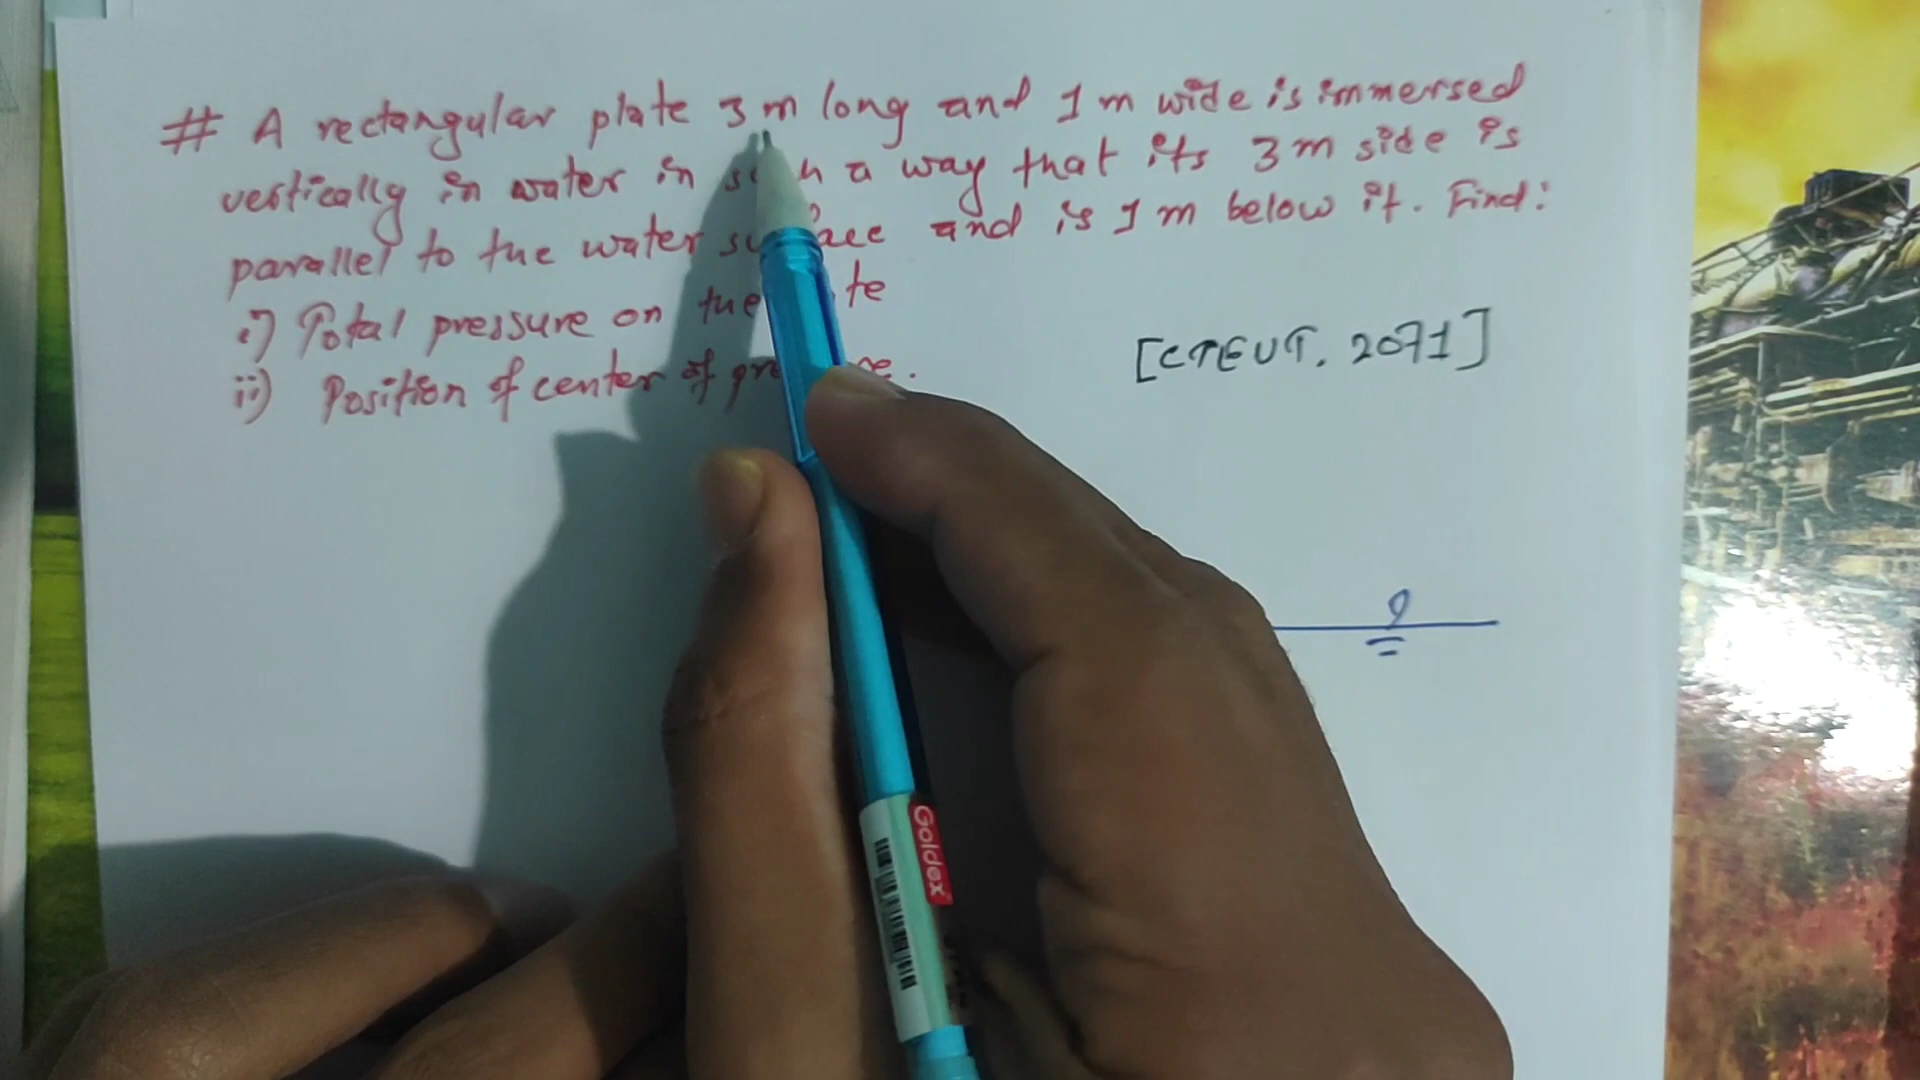 # A rectangular plate 3 m long and 1 m wide is immersed
vertically in water in a way that its 3 m side is
parallel to the water and is 1 m below it. Find:
i) Total pressure on the
ii) Position of center of
[CTEVT, 2071]
Goldex